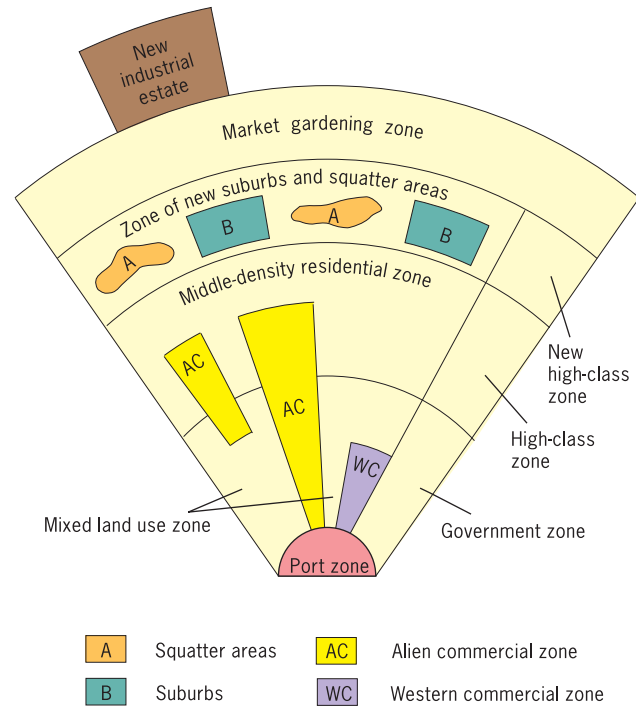 New
industrial
estate
Market gardening zone
Zone of new suburbs and squatter areas
A
B
A
B
Middle-density residential zone
AC
AC
WC
New
high-class
zone
High-class
zone
Mixed land use zone
Government zone
Port zone
A Squatter areas
AC Alien commercial zone
B Suburbs
WC Western commercial zone